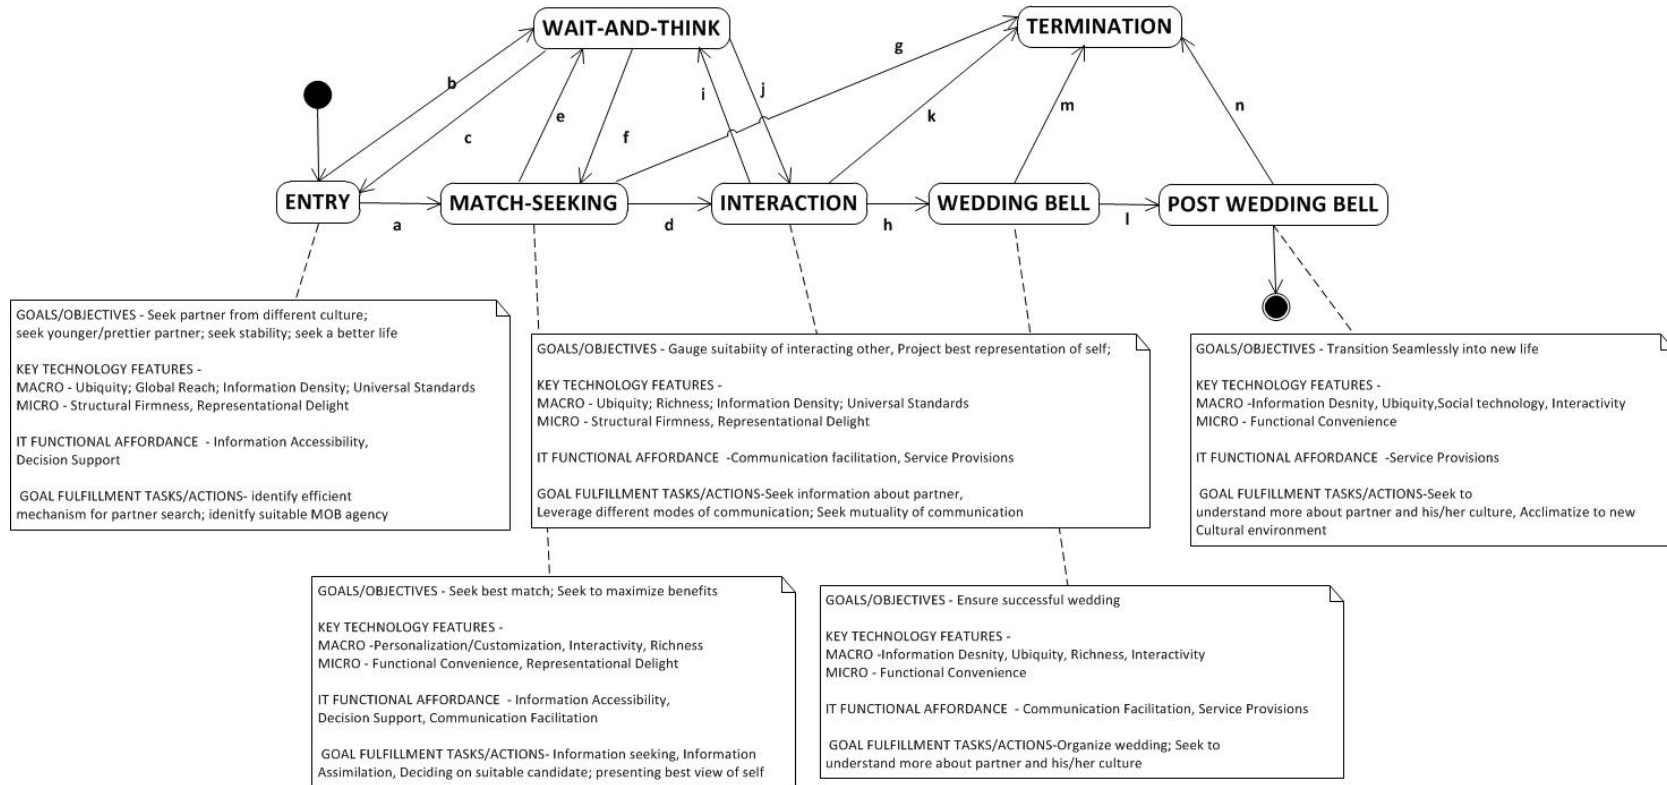 WAIT-AND-THINK
TERMINATION
b
c
e
f
i
j
g
k
m
n
ENTRY
MATCH-SEEKING
INTERACTION
WEDDING BELL
POST WEDDING BELL
a
d
h
l
GOALS/OBJECTIVES - Seek partner from different culture;
seek younger/prettier partner; seek stability; seek a better life
KEY TECHNOLOGY FEATURES -
MACRO - Ubiquity; Global Reach; Information Density; Universal Standards
MICRO - Structural Firmness, Representational Delight
IT FUNCTIONAL AFFORDANCE - Information Accessibility,
Decision Support
GOAL FULFILLMENT TASKS/ACTIONS- identify efficient
mechanism for partner search; idenitfy suitable MOB agency
GOALS/OBJECTIVES - Gauge suitabiity of interacting other, Project best representation of self;
KEY TECHNOLOGY FEATURES -
MACRO - Ubiquity; Richness; Information Density; Universal Standards
MICRO - Structural Firmness, Representational Delight
IT FUNCTIONAL AFFORDANCE -Communication facilitation, Service Provisions
GOAL FULFILLMENT TASKS/ACTIONS-Seek information about partner,
Leverage different modes of communication; Seek mutuality of communication
GOALS/OBJECTIVES - Transition Seamlessly into new life
KEY TECHNOLOGY FEATURES -
MACRO -Information Desnity, Ubiquity,Social technology, Interactivity
MICRO - Functional Convenience
IT FUNCTIONAL AFFORDANCE -Service Provisions
GOAL FULFILLMENT TASKS/ACTIONS-Seek to
understand more about partner and his/her culture, Acclimatize to new
Cultural environment
GOALS/OBJECTIVES - Seek best match; Seek to maximize benefits
KEY TECHNOLOGY FEATURES -
MACRO -Personalization/Customization, Interactivity, Richness
MICRO - Functional Convenience, Representational Delight
IT FUNCTIONAL AFFORDANCE - Information Accessibility,
Decision Support, Communication Facilitation
GOAL FULFILLMENT TASKS/ACTIONS- Information seeking, Information
Assimilation, Deciding on suitable candidate; presenting best view of self
GOALS/OBJECTIVES - Ensure successful wedding
KEY TECHNOLOGY FEATURES -
MACRO -Information Desnity, Ubiquity, Richness, Interactivity
MICRO - Functional Convenience
IT FUNCTIONAL AFFORDANCE - Communication Facilitation, Service Provisions
GOAL FULFILLMENT TASKS/ACTIONS-Organize wedding; Seek to
understand more about partner and his/her culture